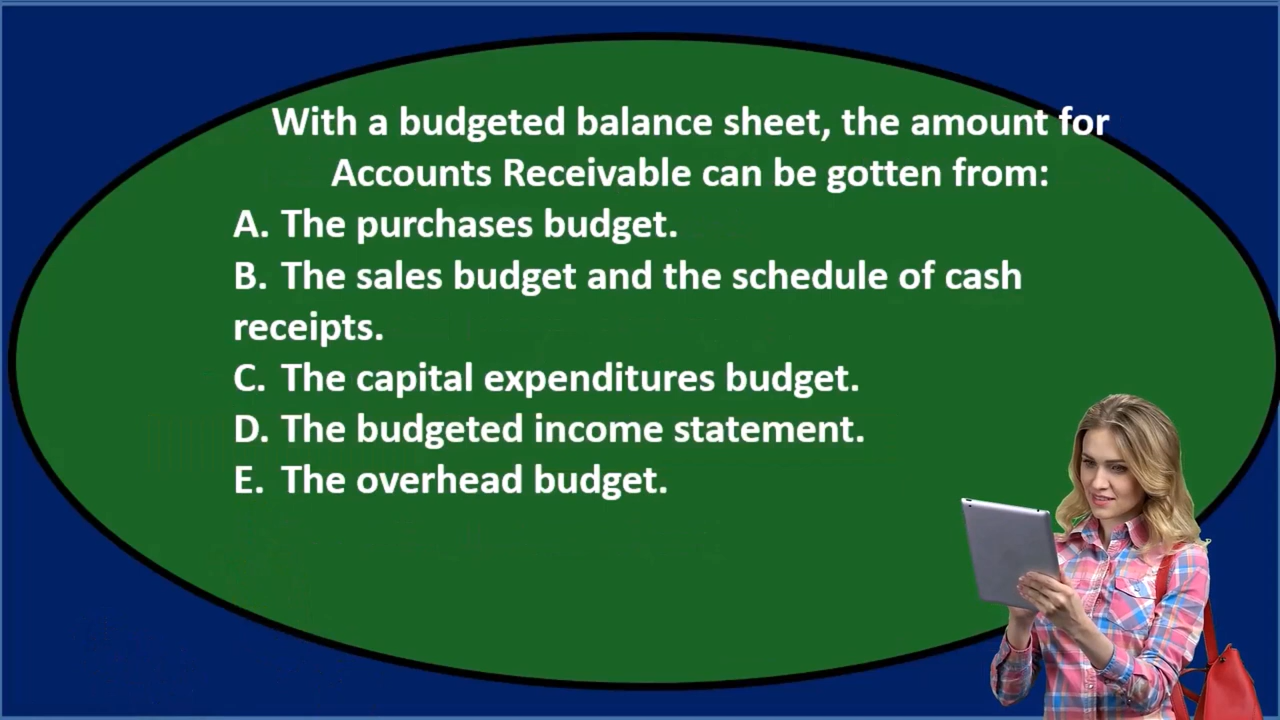 With a budgeted balance sheet, the amount for
Accounts Receivable can be gotten from:
A. The purchases budget.
B. The sales budget and the schedule of cash
receipts.
C. The capital expenditures budget.
D. The budgeted income statement.
E. The overhead budget.